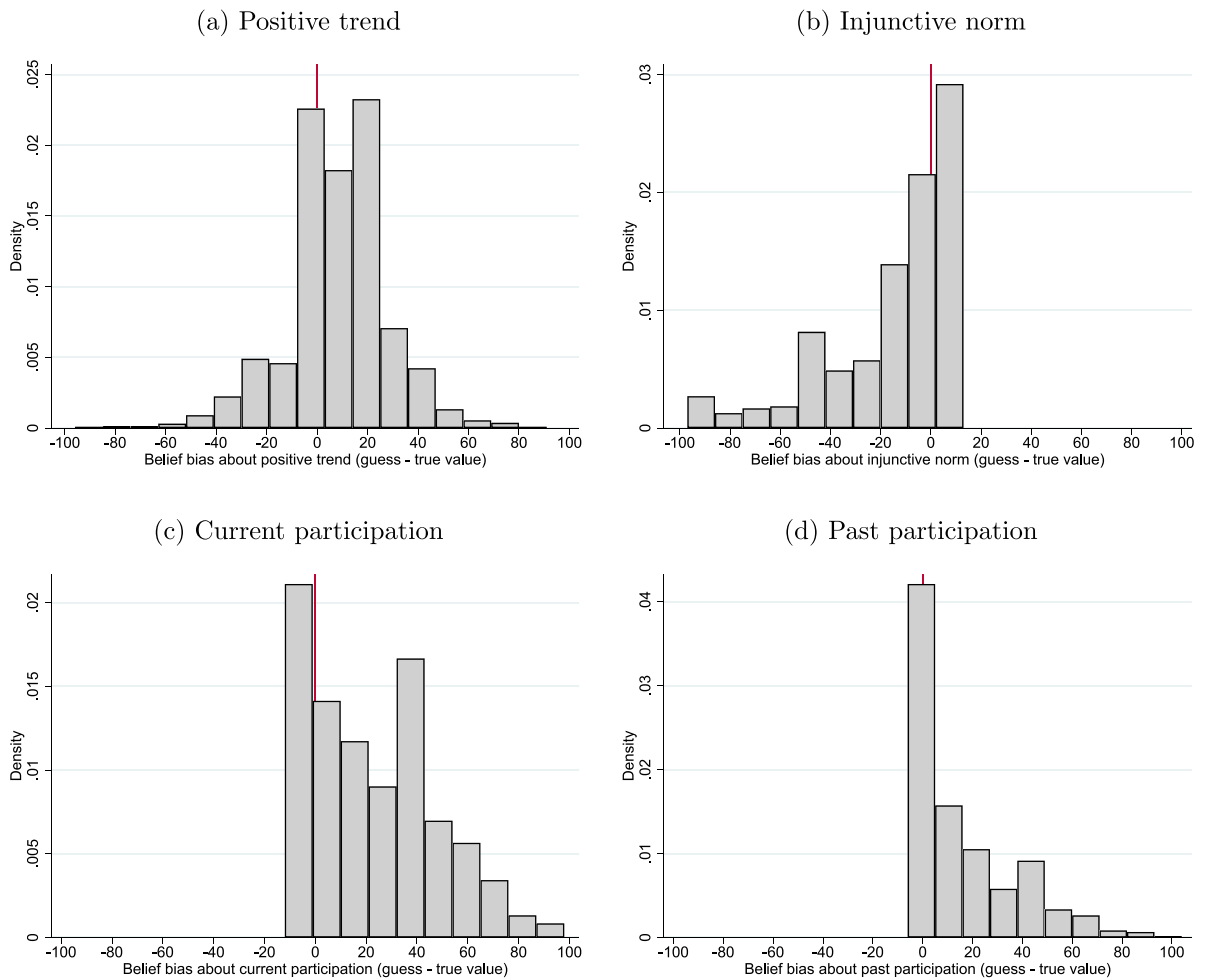 (a) Positive trend
(b) Injunctive norm
Density
0 .005 .01 .015 .02 .025
-100 -80 -60 -40 -20 0 20 40 60 80 100
Belief bias about positive trend (guess - true value)
Density
0 .01 .02 .03
-100 -80 -60 -40 -20 0 20 40 60 80 100
Belief bias about injunctive norm (guess - true value)
(c) Current participation
(d) Past participation
Density
0 .005 .01 .015 .02
-100 -80 -60 -40 -20 0 20 40 60 80 100
Belief bias about current participation (guess - true value)
Density
0 .01 .02 .03 .04
-100 -80 -60 -40 -20 0 20 40 60 80 100
Belief bias about past participation (guess - true value)